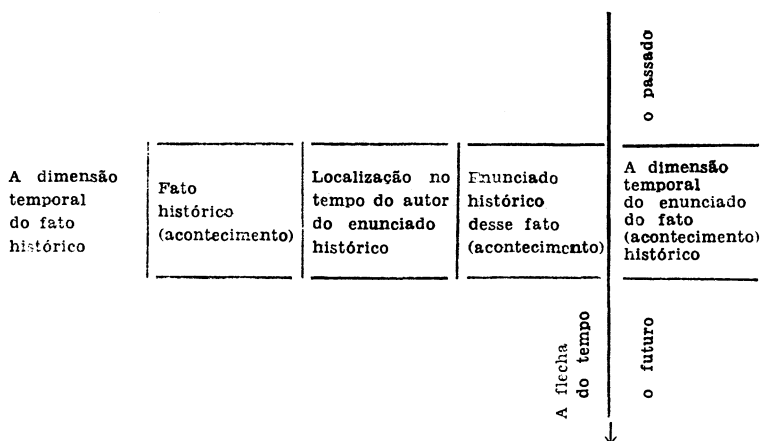 o passado
A dimensão
temporal
do fato
histórico
Fato
histórico
(acontecimento)
Localização no
tempo do autor
do enunciado
histórico
Enunciado
histórico
desse fato
(acontecimento)
A dimensão
temporal
do enunciado
do fato
(acontecimento)
histórico
A flecha
do tempo
o futuro